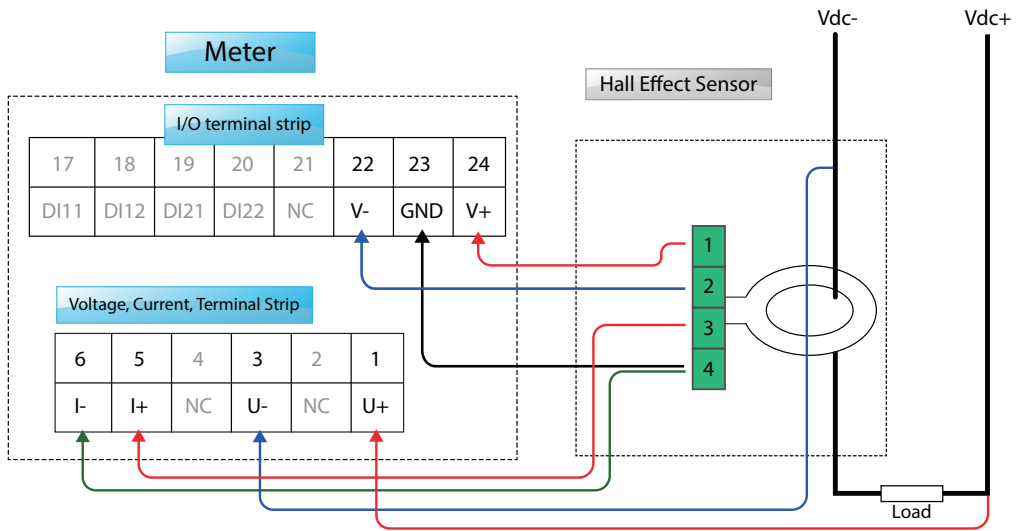 Vdc- Vdc+
Meter
Hall Effect Sensor
I/O terminal strip
17 18 19 20 21 22 23 24
DI11 DI12 DI21 DI22 NC V- GND V+
1
2
3
4
Voltage, Current, Terminal Strip
6 5 4 3 2 1
I- I+ NC U- NC U+
Load